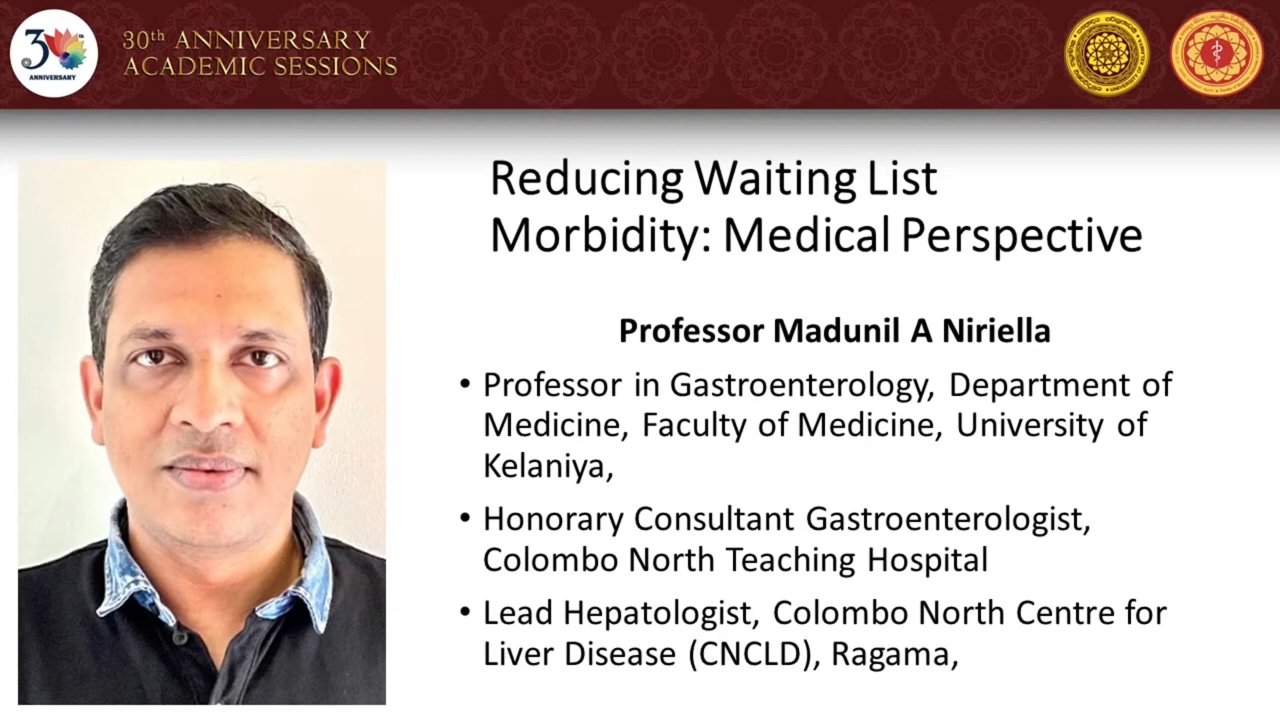 30th ANNIVERSARY
ANNIVERSARY
ACADEMIC SESSIONS
Reducing Waiting List
Morbidity: Medical Perspective
Professor Madunil A Niriella
• Professor in Gastroenterology, Department of
Medicine, Faculty of Medicine, University of
Kelaniya,
• Honorary Consultant Gastroenterologist,
Colombo North Teaching Hospital
• Lead Hepatologist, Colombo North Centre for
Liver Disease (CNCLD), Ragama,